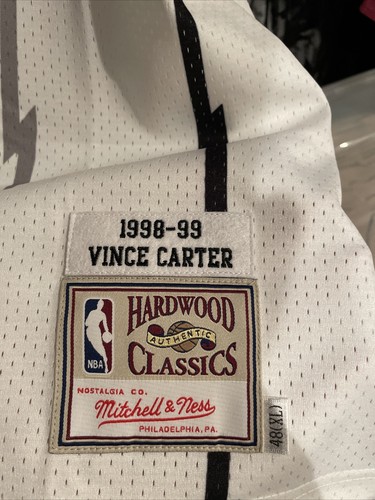 1998-99
VINCE CARTER
HARDWOOD
AUTHENTIC
CLASSICS
NBA
NOSTALGIA CO.
Mitchell & Ness
PHILADELPHIA, PA.
48(XL)